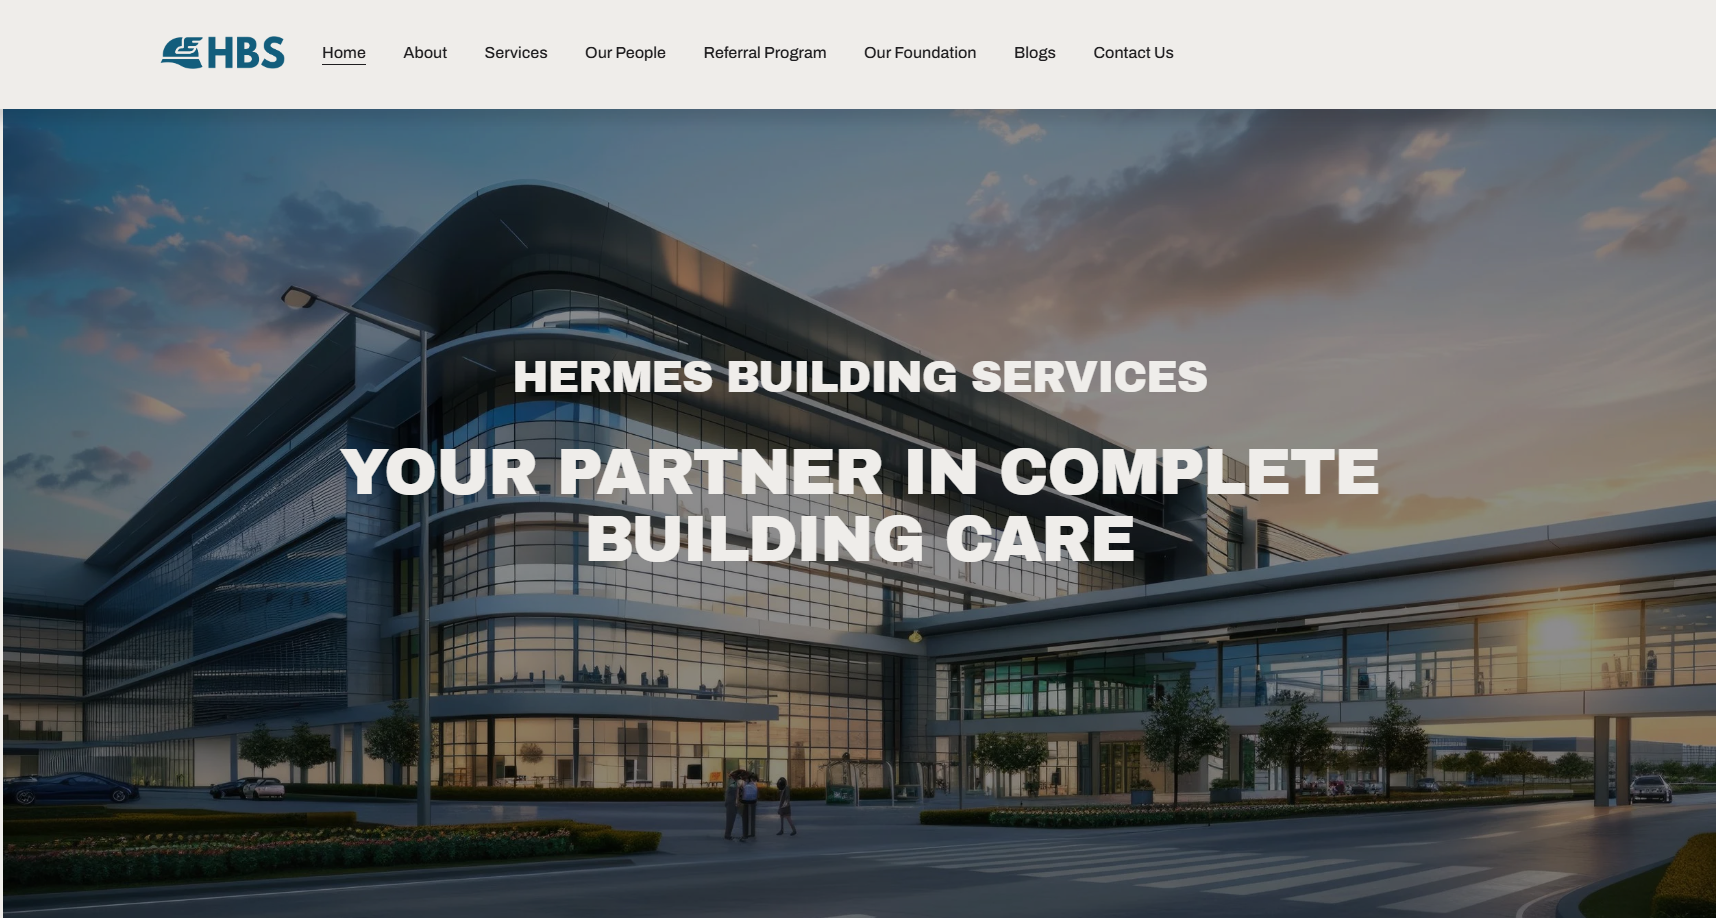 HBS
Home About Services Our People Referral Program Our Foundation Blogs Contact Us
HERMES BUILDING SERVICES
YOUR PARTNER IN COMPLETE
BUILDING CARE